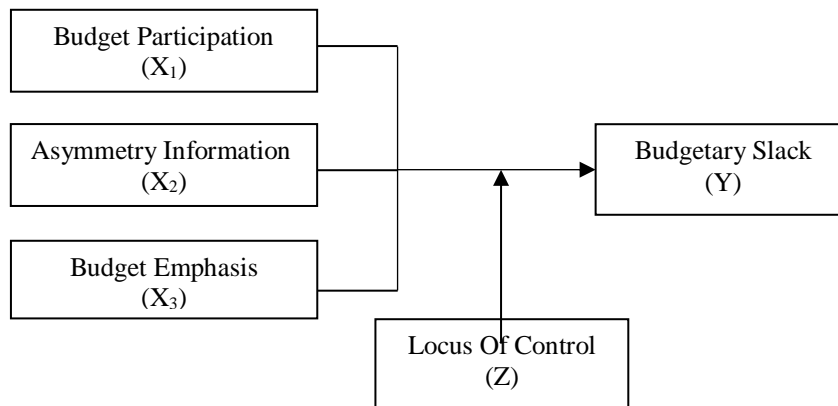 Budget Participation
(X₁)
Asymmetry Information
(X₂)
Budgetary Slack
(Y)
Budget Emphasis
(X₃)
Locus Of Control
(Z)